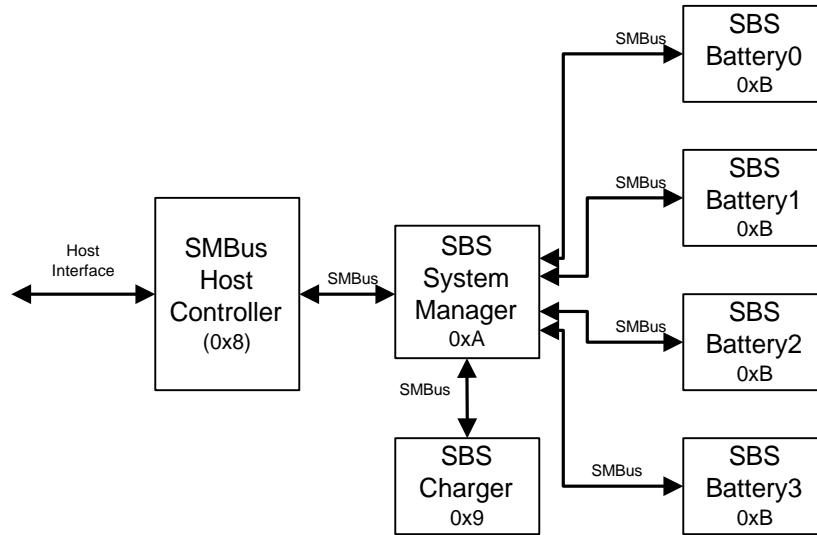 Host
Interface
SMBus
Host
Controller
(0x8)
SMBus
SBS
System
Manager
0xA
SMBus
SBS
Charger
0x9
SMBus
SBS
Battery0
0xB
SMBus
SBS
Battery1
0xB
SMBus
SBS
Battery2
0xB
SMBus
SBS
Battery3
0xB